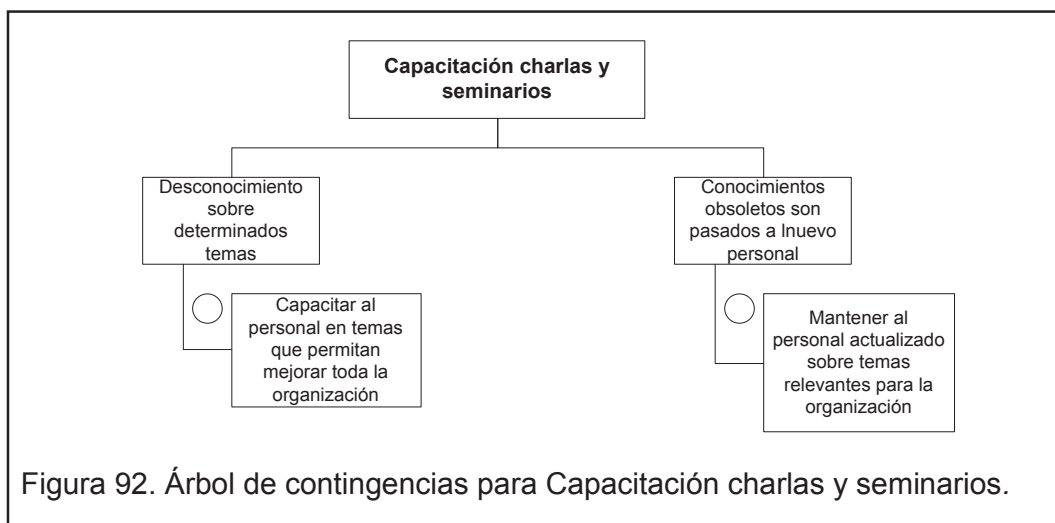 Capacitación charlas y
seminarios
Desconocimiento
sobre
determinados
temas
Capacitar al
personal en temas
que permitan
mejorar toda la
organización
Conocimientos
obsoletos son
pasados a lnuevo
personal
Mantener al
personal actualizado
sobre temas
relevantes para la
organización
Figura 92. Árbol de contingencias para Capacitación charlas y seminarios.